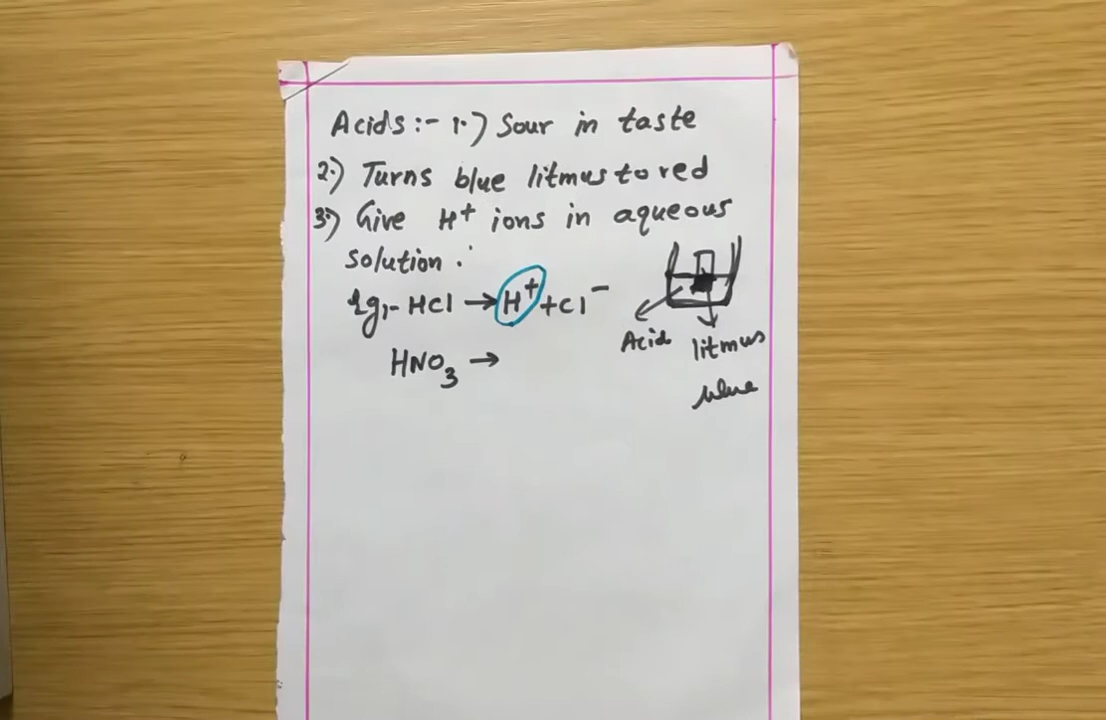 Acids:- 1.) Sour in taste
2.) Turns blue litmus to red
3.) Give H⁺ ions in aqueous
solution.
Eg:- HCl → H⁺ + Cl⁻
HNO₃ →
Acid litmus
blue